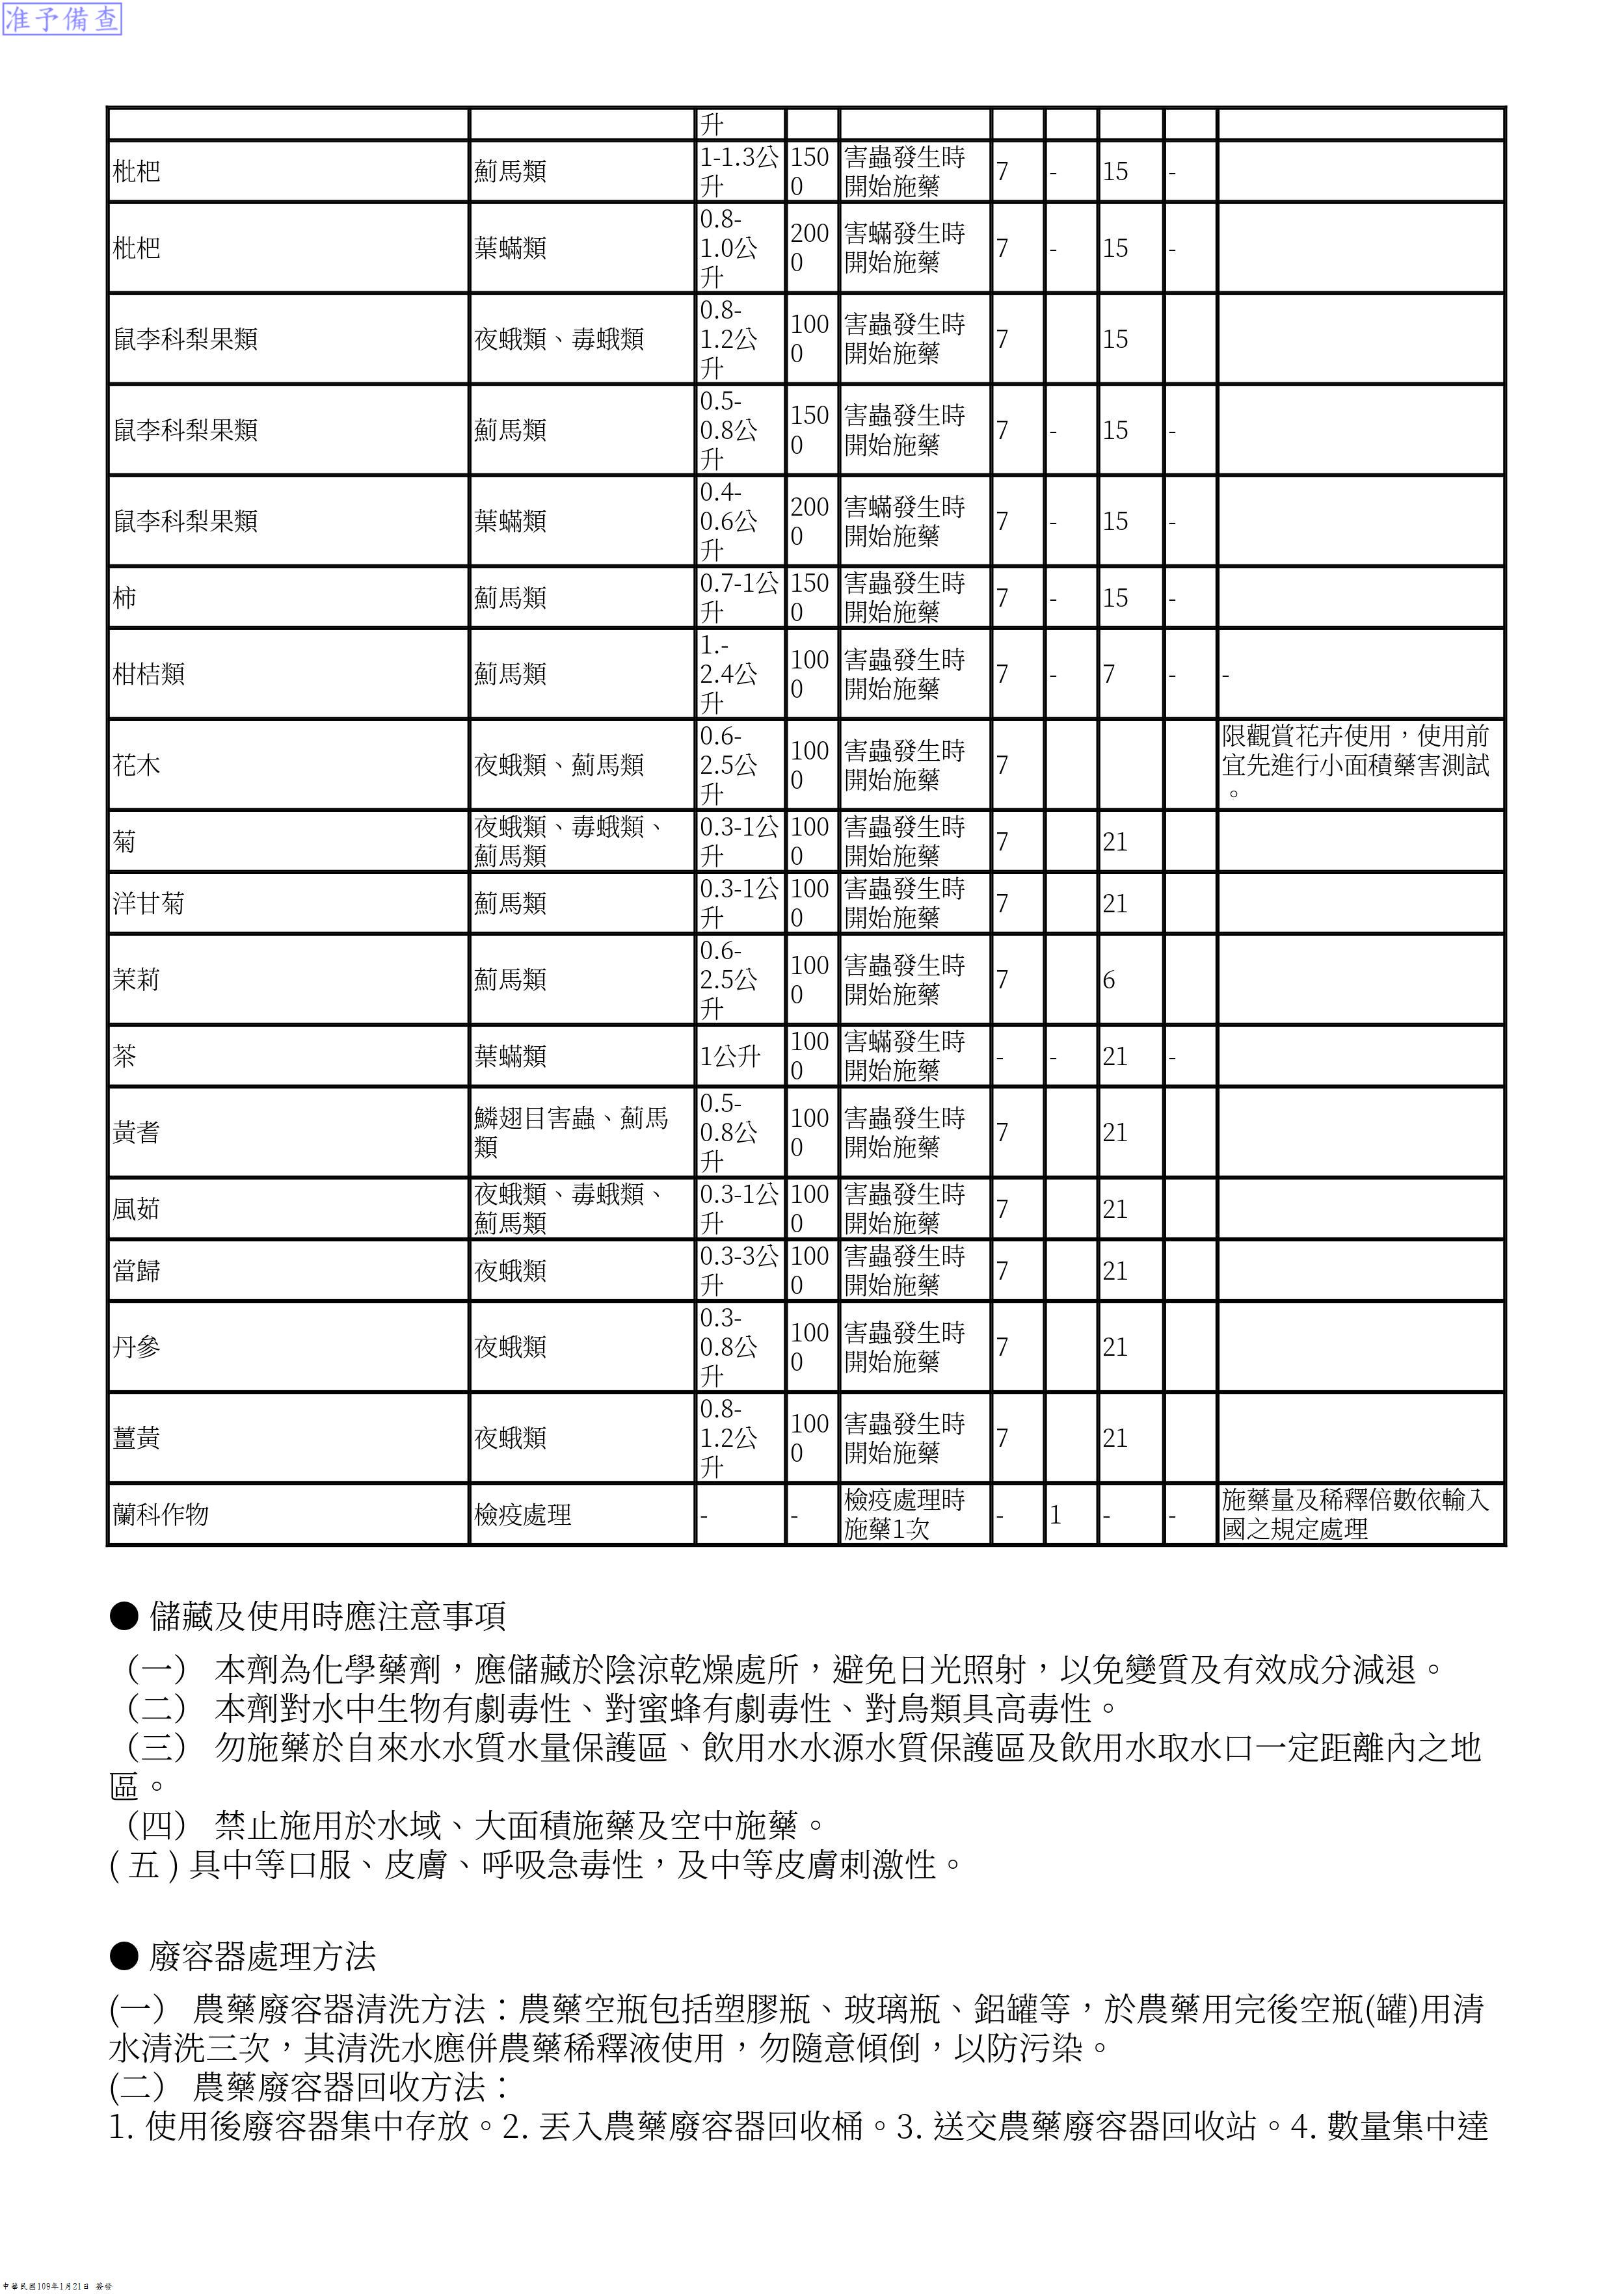 准予備查
升
枇杷 薊馬類 1-1.3公升 1500 害蟲發生時開始施藥 7 - 15 -
枇杷 葉蟎類 0.8-1.0公升 2000 害蟎發生時開始施藥 7 - 15 -
鼠李科梨果類 夜蛾類、毒蛾類 0.8-1.2公升 1000 害蟲發生時開始施藥 7 15
鼠李科梨果類 薊馬類 0.5-0.8公升 1500 害蟲發生時開始施藥 7 - 15 -
鼠李科梨果類 葉蟎類 0.4-0.6公升 2000 害蟎發生時開始施藥 7 - 15 -
柿 薊馬類 0.7-1公升 1500 害蟲發生時開始施藥 7 - 15 -
柑桔類 薊馬類 1.-2.4公升 1000 害蟲發生時開始施藥 7 - 7 - -
花木 夜蛾類、薊馬類 0.6-2.5公升 1000 害蟲發生時開始施藥 7 限觀賞花卉使用，使用前宜先進行小面積藥害測試。
菊 夜蛾類、毒蛾類、薊馬類 0.3-1公升 1000 害蟲發生時開始施藥 7 21
洋甘菊 薊馬類 0.3-1公升 1000 害蟲發生時開始施藥 7 21
茉莉 薊馬類 0.6-2.5公升 1000 害蟲發生時開始施藥 7 6
茶 葉蟎類 1公升 1000 害蟎發生時開始施藥 - - 21 -
黃耆 鱗翅目害蟲、薊馬類 0.5-0.8公升 1000 害蟲發生時開始施藥 7 21
風茹 夜蛾類、毒蛾類、薊馬類 0.3-1公升 1000 害蟲發生時開始施藥 7 21
當歸 夜蛾類 0.3-3公升 1000 害蟲發生時開始施藥 7 21
丹參 夜蛾類 0.3-0.8公升 1000 害蟲發生時開始施藥 7 21
薑黃 夜蛾類 0.8-1.2公升 1000 害蟲發生時開始施藥 7 21
蘭科作物 檢疫處理 - - 檢疫處理時施藥1次 - 1 - - 施藥量及稀釋倍數依輸入國之規定處理
● 儲藏及使用時應注意事項
（一） 本劑為化學藥劑，應儲藏於陰涼乾燥處所，避免日光照射，以免變質及有效成分減退。
（二） 本劑對水中生物有劇毒性、對蜜蜂有劇毒性、對鳥類具高毒性。
（三） 勿施藥於自來水水質水量保護區、飲用水水源水質保護區及飲用水取水口一定距離內之地
區。
（四） 禁止施用於水域、大面積施藥及空中施藥。
( 五 ) 具中等口服、皮膚、呼吸急毒性，及中等皮膚刺激性。
● 廢容器處理方法
(一） 農藥廢容器清洗方法：農藥空瓶包括塑膠瓶、玻璃瓶、鋁罐等，於農藥用完後空瓶(罐)用清
水清洗三次，其清洗水應併農藥稀釋液使用，勿隨意傾倒，以防污染。
(二） 農藥廢容器回收方法：
1. 使用後廢容器集中存放。2. 丟入農藥廢容器回收桶。3. 送交農藥廢容器回收站。4. 數量集中達
中華民國109年1月21日 簽發